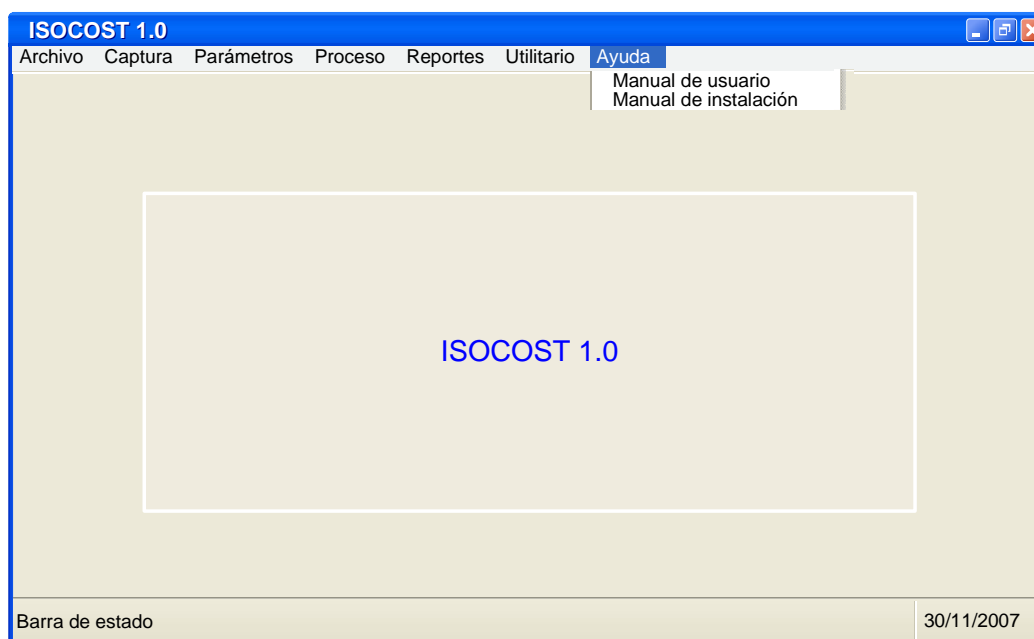 ISOCOST 1.0
Archivo Captura Parámetros Proceso Reportes Utilitario Ayuda
Manual de usuario
Manual de instalación
ISOCOST 1.0
Barra de estado 30/11/2007